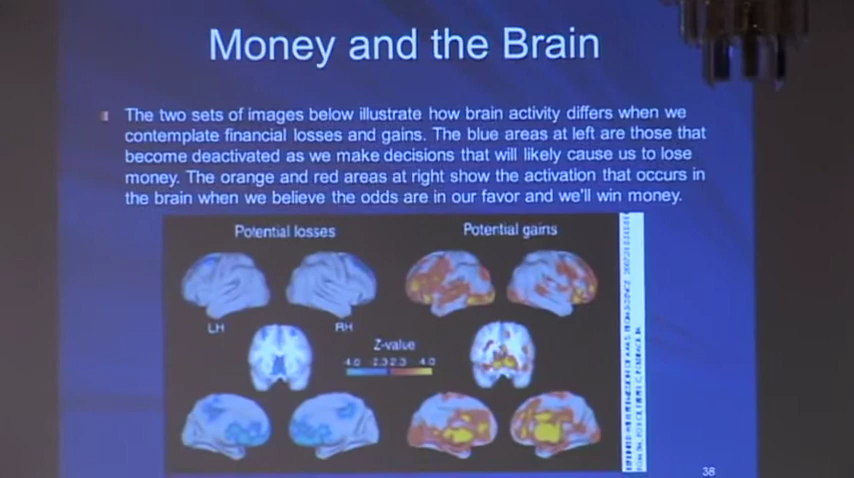 Money and the Brain
The two sets of images below illustrate how brain activity differs when we
contemplate financial losses and gains. The blue areas at left are those that
become deactivated as we make decisions that will likely cause us to lose
money. The orange and red areas at right show the activation that occurs in
the brain when we believe the odds are in our favor and we'll win money.
Potential losses
Potential gains
LH
RH
Z-value
4.0 -2.3 2.3 4.0
38